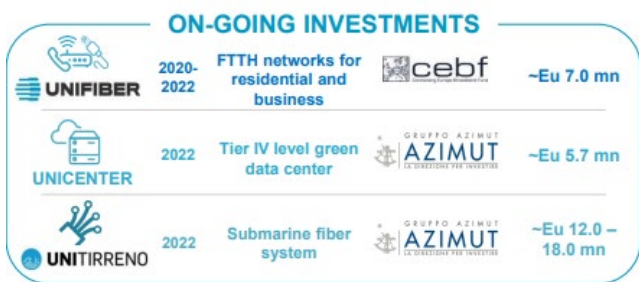 ON-GOING INVESTMENTS
UNIFIBER
2020-
2022
FTTH networks for
residential and
business
cebf
Connecting Europe Broadband Fund
~Eu 7.0 mn
UNICENTER
2022
Tier IV level green
data center
GRUPPO AZIMUT
AZIMUT
LA DIREZIONE PER INVESTIRE
~Eu 5.7 mn
UNITIRRENO
2022
Submarine fiber
system
GRUPPO AZIMUT
AZIMUT
LA DIREZIONE PER INVESTIRE
~Eu 12.0 –
18.0 mn